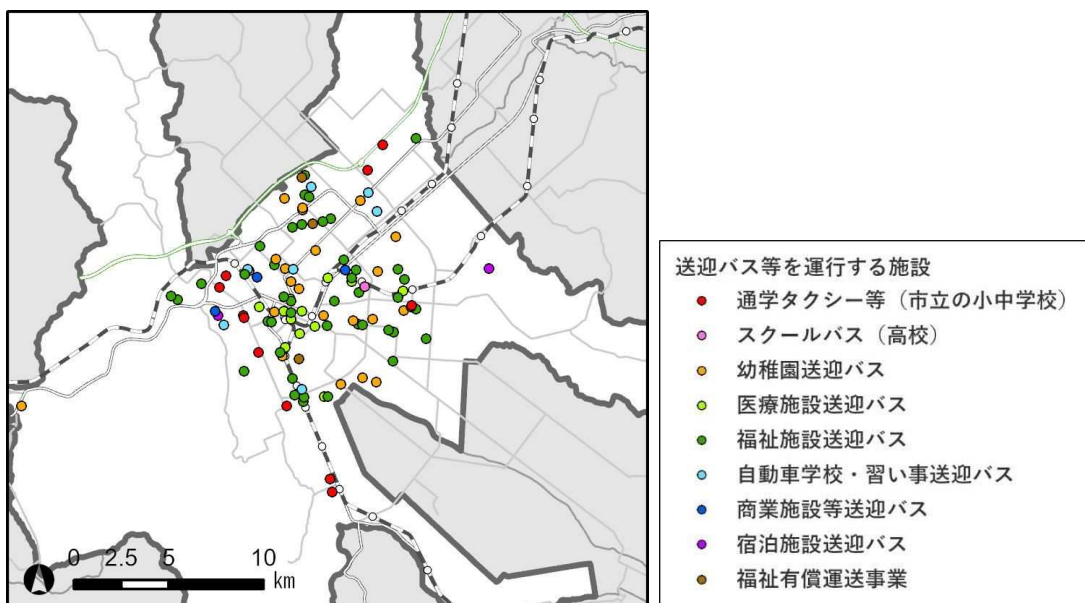 0 2.5 5 10
km
送迎バス等を運行する施設
通学タクシー等（市立の小中学校）
スクールバス（高校）
幼稚園送迎バス
医療施設送迎バス
福祉施設送迎バス
自動車学校・習い事送迎バス
商業施設等送迎バス
宿泊施設送迎バス
福祉有償運送事業